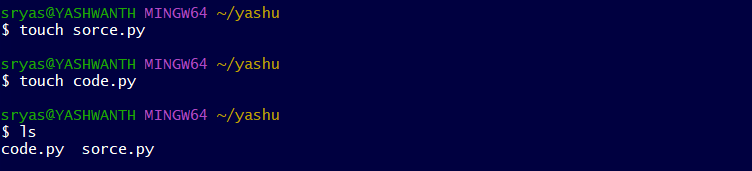 sryas@YASHWANTH MINGW64 ~/yashu
$ touch sorce.py
sryas@YASHWANTH MINGW64 ~/yashu
$ touch code.py
sryas@YASHWANTH MINGW64 ~/yashu
$ ls
code.py  sorce.py